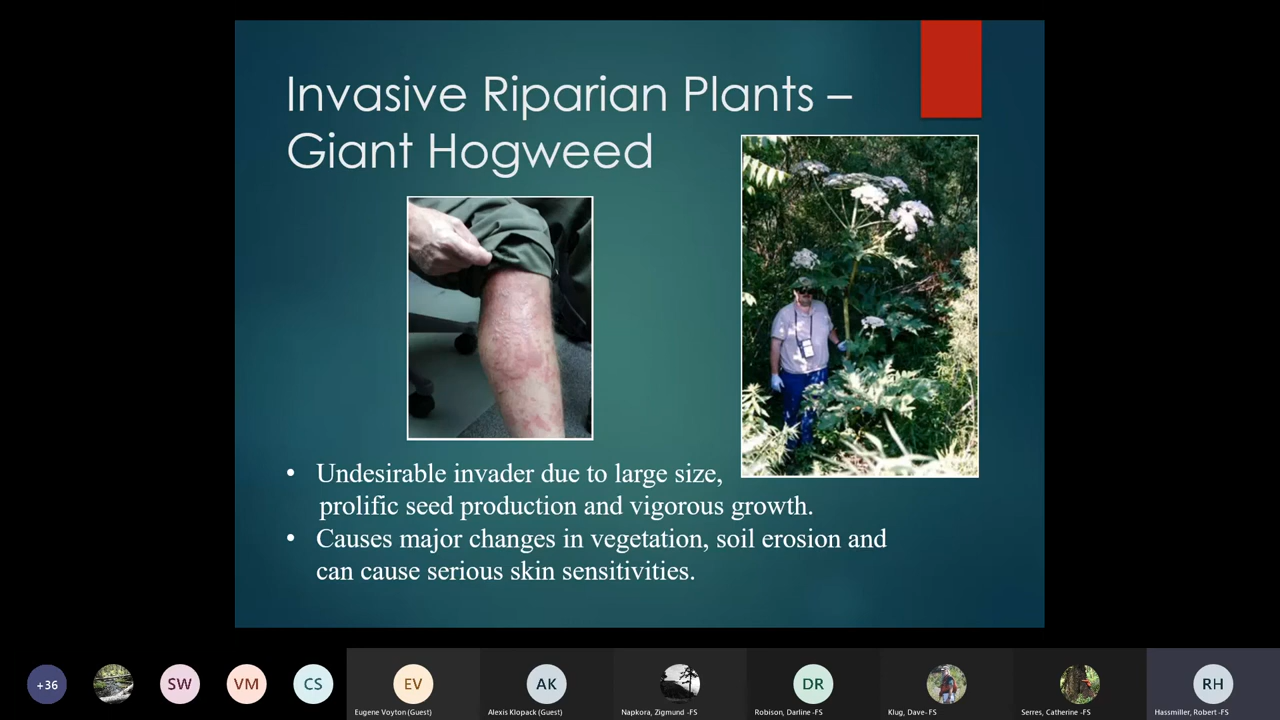 Invasive Riparian Plants –
Giant Hogweed
• Undesirable invader due to large size,
prolific seed production and vigorous growth.
• Causes major changes in vegetation, soil erosion and
can cause serious skin sensitivities.
+36
SW
VM
CS
EV
AK
DR
RH
Eugene Voyton (Guest)
Alexis Klopack (Guest)
Napkora, Zigmund -FS
Robison, Darline -FS
Klug, Dave- FS
Serres, Catherine -FS
Hassmiller, Robert -FS